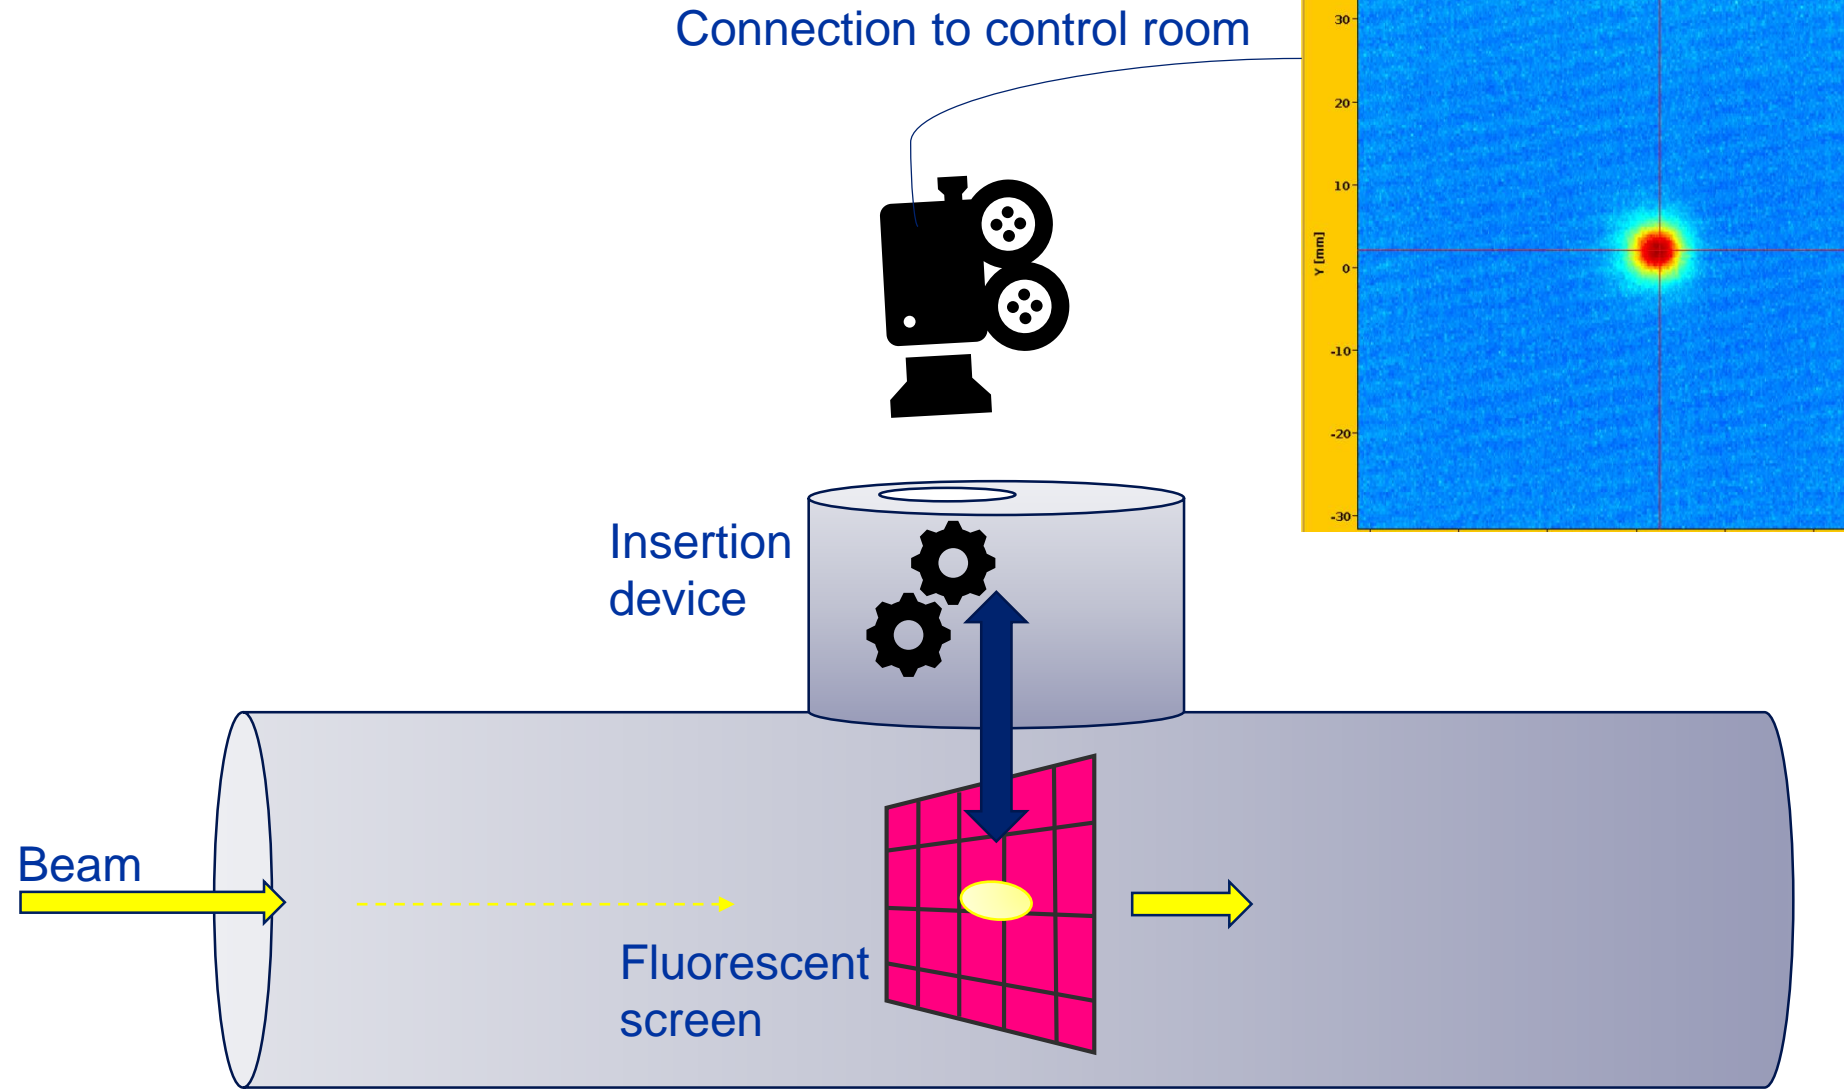 Connection to control room
30
20
10
0
-10
-20
-30
Y [mm]
Insertion
device
Beam
Fluorescent
screen